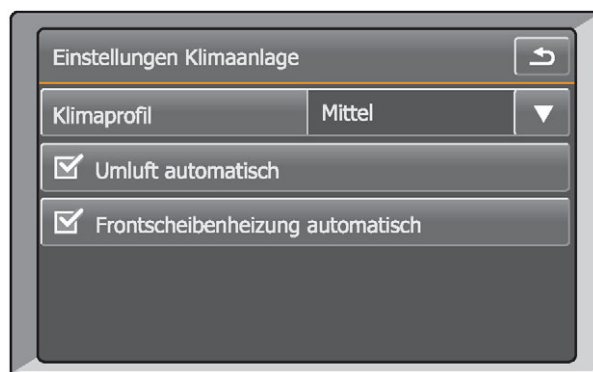 Einstellungen Klimaanlage
Klimaprofil Mittel
Umluft automatisch
Frontscheibenheizung automatisch